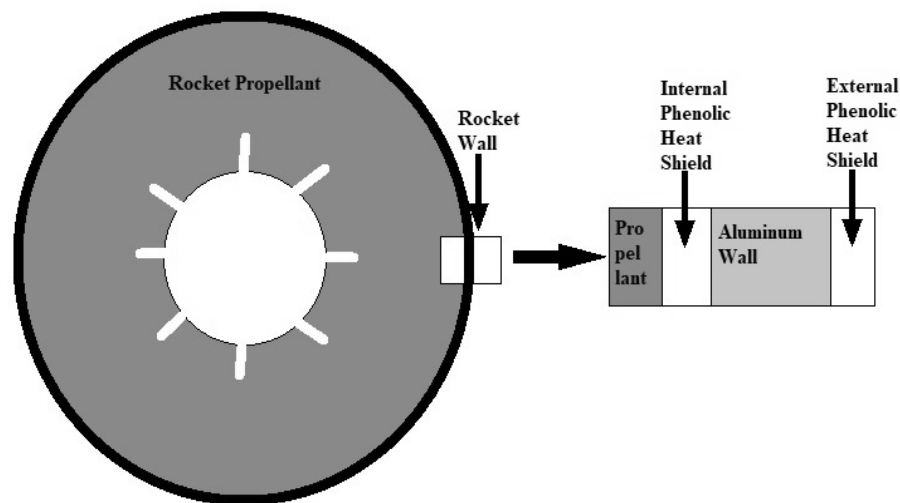 Rocket Propellant
Rocket
Wall
Internal
Phenolic
Heat
Shield
External
Phenolic
Heat
Shield
Pro
pel
lant
Aluminum
Wall